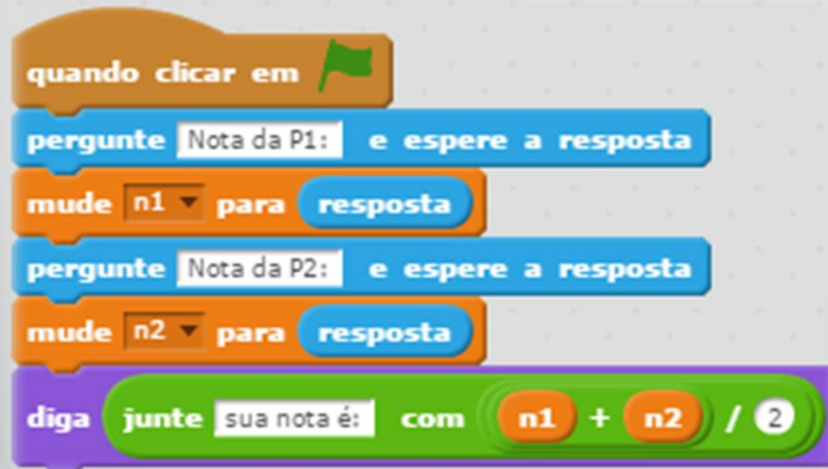 quando clicar em
pergunte Nota da P1: e espere a resposta
mude n1 para resposta
pergunte Nota da P2: e espere a resposta
mude n2 para resposta
diga junte sua nota é: com n1 + n2 / 2